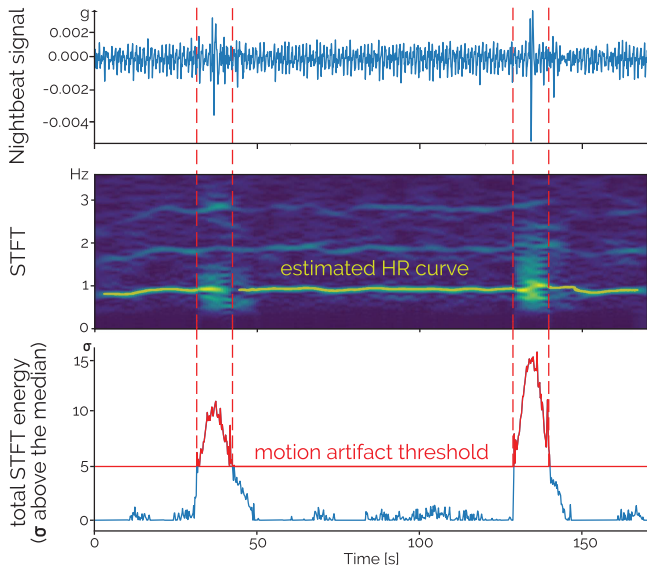 g
0.002
0.000
-0.002
-0.004
Nightbeat signal
Hz
3
2
1
0
STFT
estimated HR curve
σ
15
10
5
0
total STFT energy
(σ above the median)
motion artifact threshold
0 50 100 150
Time [s]